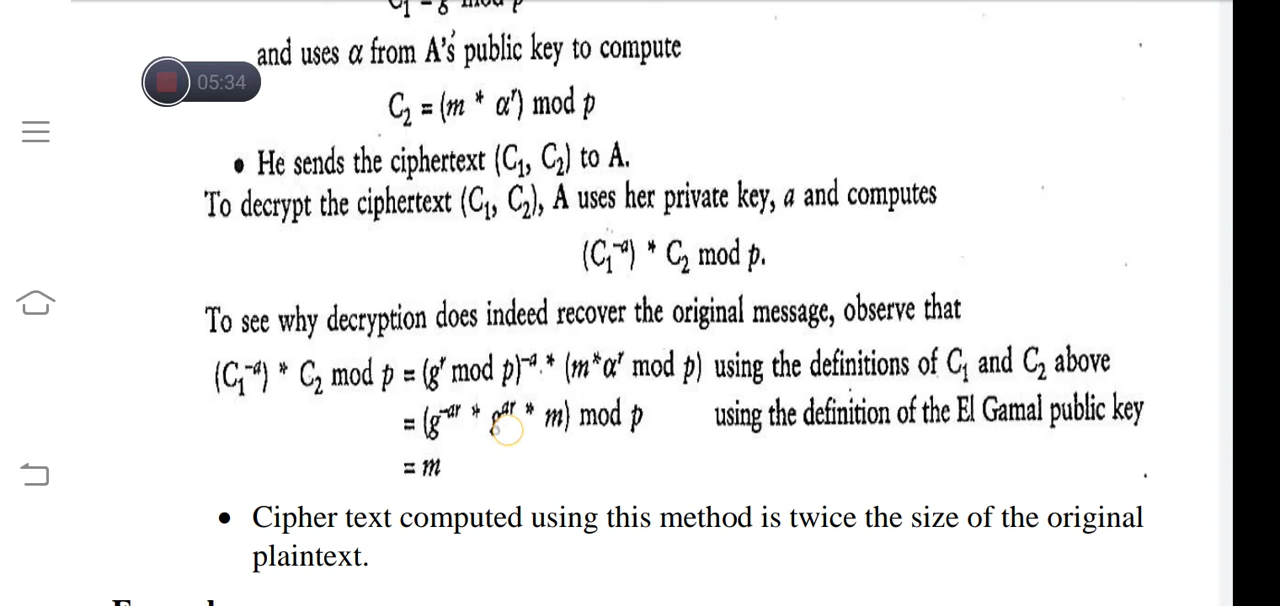 and uses α from A's public key to compute
05:34
C₂ = (m * αʳ) mod p
• He sends the ciphertext (C₁, C₂) to A.
To decrypt the ciphertext (C₁, C₂), A uses her private key, a and computes
(C₁⁻ᵃ) * C₂ mod p.
To see why decryption does indeed recover the original message, observe that
(C₁⁻ᵃ) * C₂ mod p = (gʳ mod p)⁻ᵃ * (m*αʳ mod p) using the definitions of C₁ and C₂ above
= (g⁻ᵃʳ * gᵃʳ * m) mod p using the definition of the El Gamal public key
= m
• Cipher text computed using this method is twice the size of the original
plaintext.